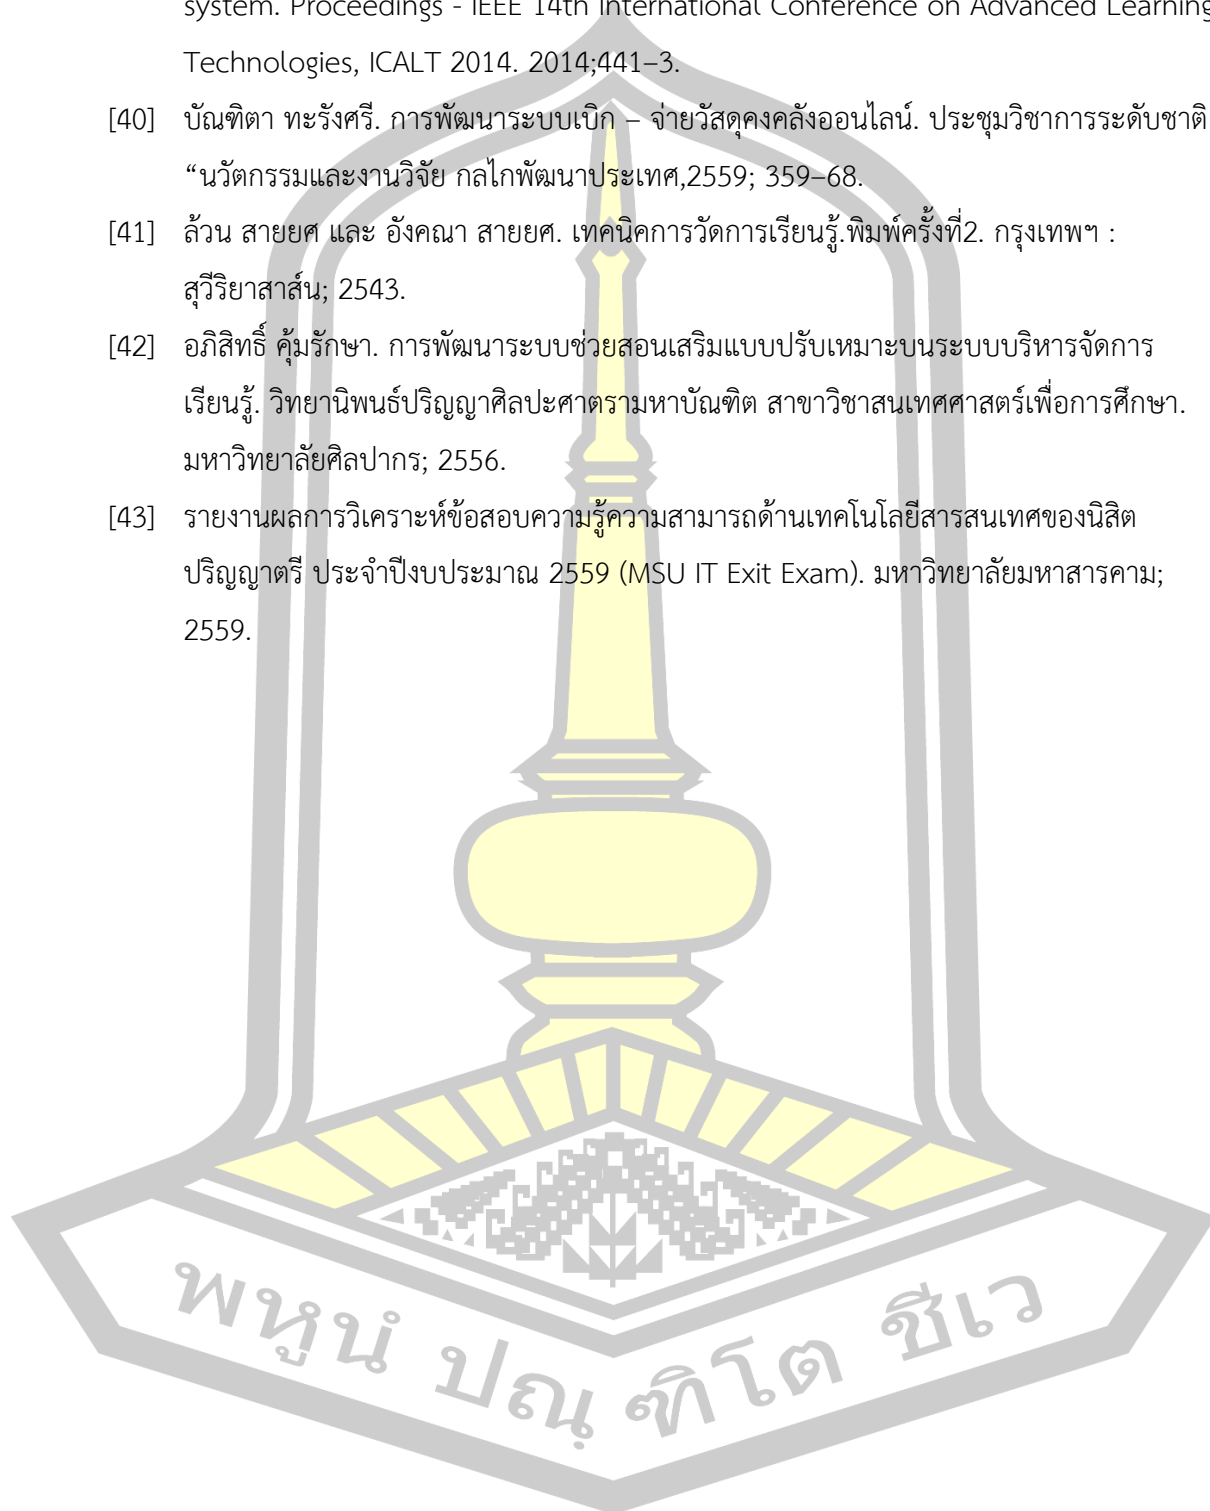 system. Proceedings - IEEE 14th International Conference on Advanced Learning
Technologies, ICALT 2014. 2014;441–3.
[40] บัณฑิตา ทะรังศรี. การพัฒนาระบบเบิก – จ่ายวัสดุคงคลังออนไลน์. ประชุมวิชาการระดับชาติ
“นวัตกรรมและงานวิจัย กลไกพัฒนาประเทศ,2559; 359–68.
[41] ล้วน สายยศ และ อังคณา สายยศ. เทคนิคการวัดการเรียนรู้.พิมพ์ครั้งที่2. กรุงเทพฯ :
สุวีริยาสาส์น; 2543.
[42] อภิสิทธิ์ คุ้มรักษา. การพัฒนาระบบช่วยสอนเสริมแบบปรับเหมาะบนระบบบริหารจัดการ
เรียนรู้. วิทยานิพนธ์ปริญญาศิลปะศาตรามหาบัณฑิต สาขาวิชาสนเทศศาสตร์เพื่อการศึกษา.
มหาวิทยาลัยศิลปากร; 2556.
[43] รายงานผลการวิเคราะห์ข้อสอบความรู้ความสามารถด้านเทคโนโลยีสารสนเทศของนิสิต
ปริญญาตรี ประจำปีงบประมาณ 2559 (MSU IT Exit Exam). มหาวิทยาลัยมหาสารคาม;
2559.
พหูนํ ปณฺ ฑิโต ชีเว